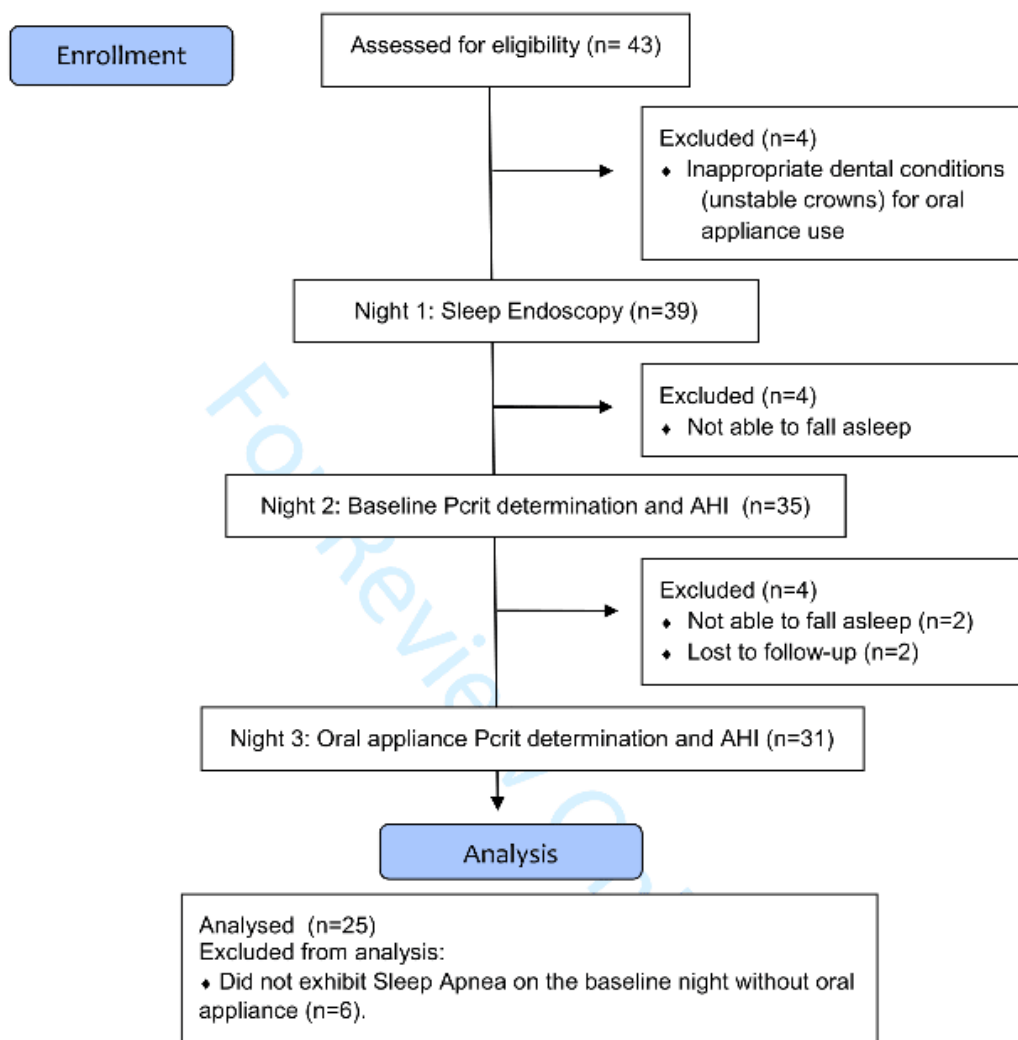 Enrollment
Assessed for eligibility (n= 43)
Excluded (n=4)
♦ Inappropriate dental conditions
(unstable crowns) for oral
appliance use
Night 1: Sleep Endoscopy (n=39)
Excluded (n=4)
♦ Not able to fall asleep
Night 2: Baseline Pcrit determination and AHI (n=35)
Excluded (n=4)
♦ Not able to fall asleep (n=2)
♦ Lost to follow-up (n=2)
Night 3: Oral appliance Pcrit determination and AHI (n=31)
Analysis
Analysed (n=25)
Excluded from analysis:
♦ Did not exhibit Sleep Apnea on the baseline night without oral
appliance (n=6).
For Review On